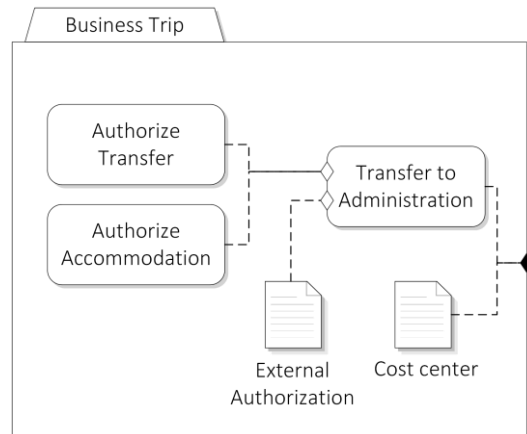 Business Trip
Authorize
Transfer
Transfer to
Administration
Authorize
Accommodation
External
Authorization
Cost center